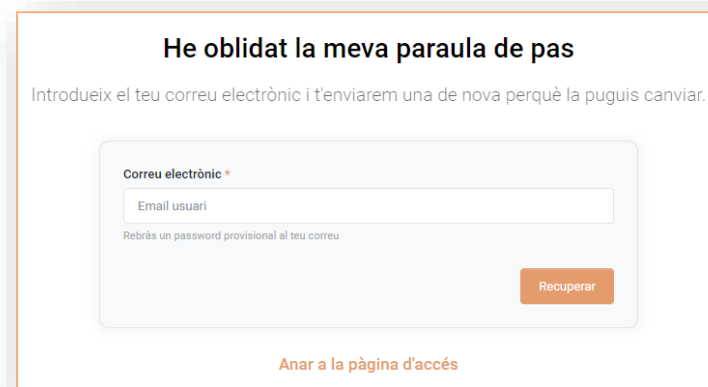 He oblidat la meva paraula de pas
Introdueix el teu correu electrònic i t'enviarem una de nova perquè la puguis canviar.
Correu electrònic *
Email usuari
Rebràs un password provisional al teu correu
Recuperar
Anar a la pàgina d'accés